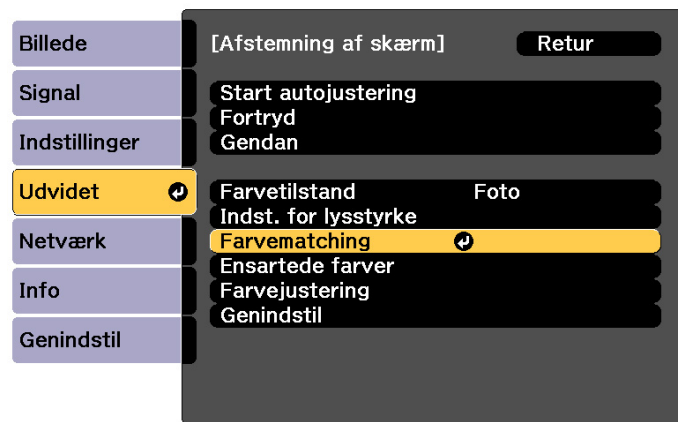 Billede
Signal
Indstillinger
Udvidet
Netværk
Info
Genindstil
[Afstemning af skærm] Retur
Start autojustering
Fortryd
Gendan
Farvetilstand Foto
Indst. for lysstyrke
Farvematching
Ensartede farver
Farvejustering
Genindstil